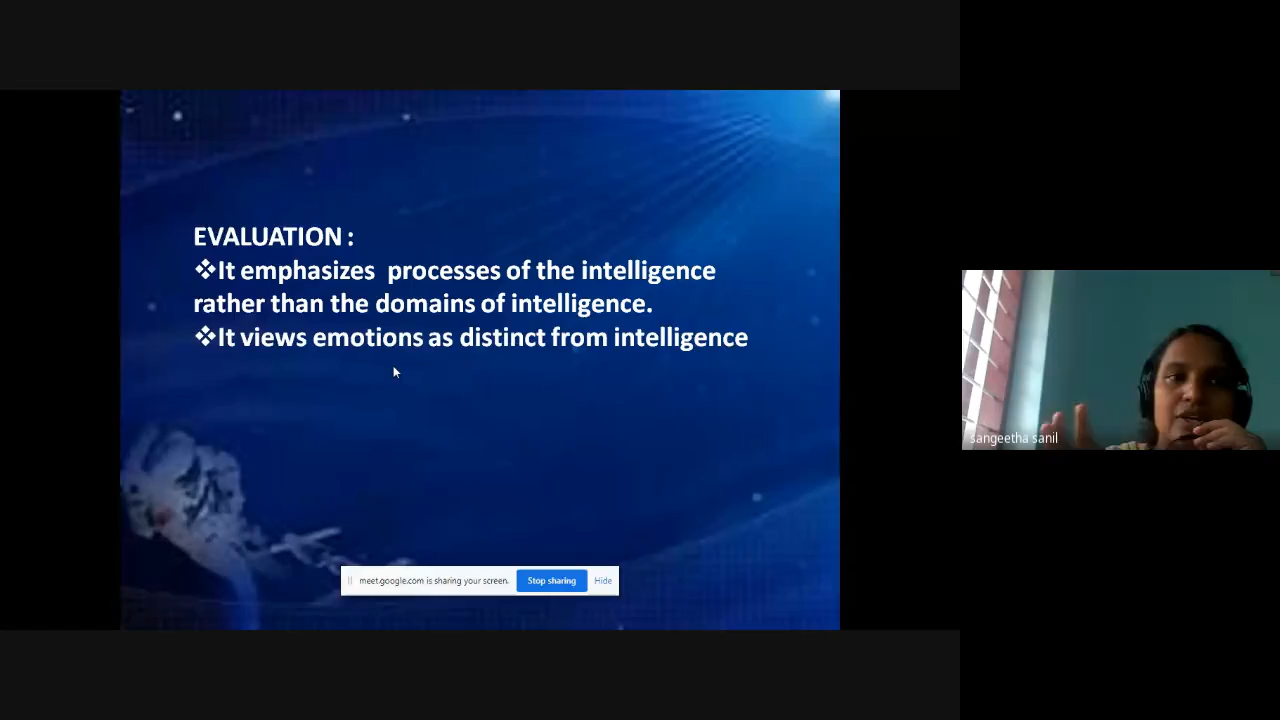 EVALUATION :
❖It emphasizes processes of the intelligence
rather than the domains of intelligence.
❖It views emotions as distinct from intelligence
sangeetha sanil
meet.google.com is sharing your screen.
Stop sharing
Hide